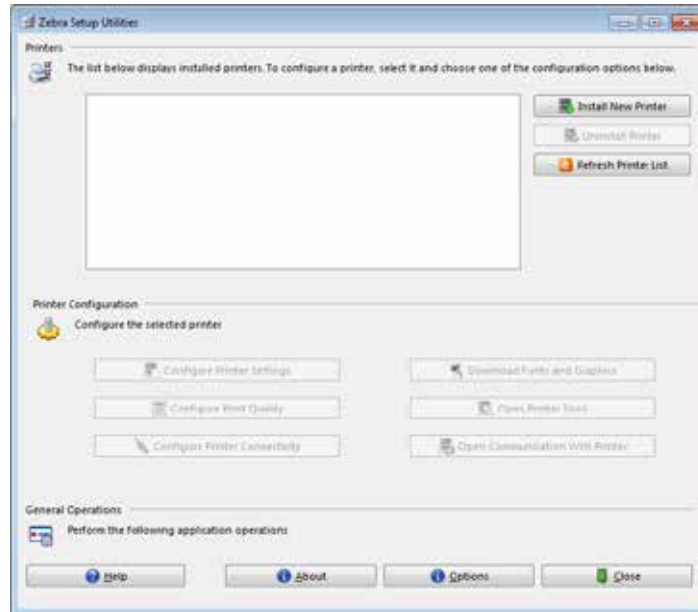 Zebra Setup Utilities
Printers
The list below displays installed printers. To configure a printer, select it and choose one of the configuration options below.
Install New Printer
Uninstall Printer
Refresh Printer List
Printer Configuration
Configure the selected printer
Configure Printer Settings
Download Fonts and Graphics
Configure Print Quality
Open Printer Tools
Configure Printer Connectivity
Open Communication With Printer
General Operations
Perform the following application operations
Help
About
Options
Close